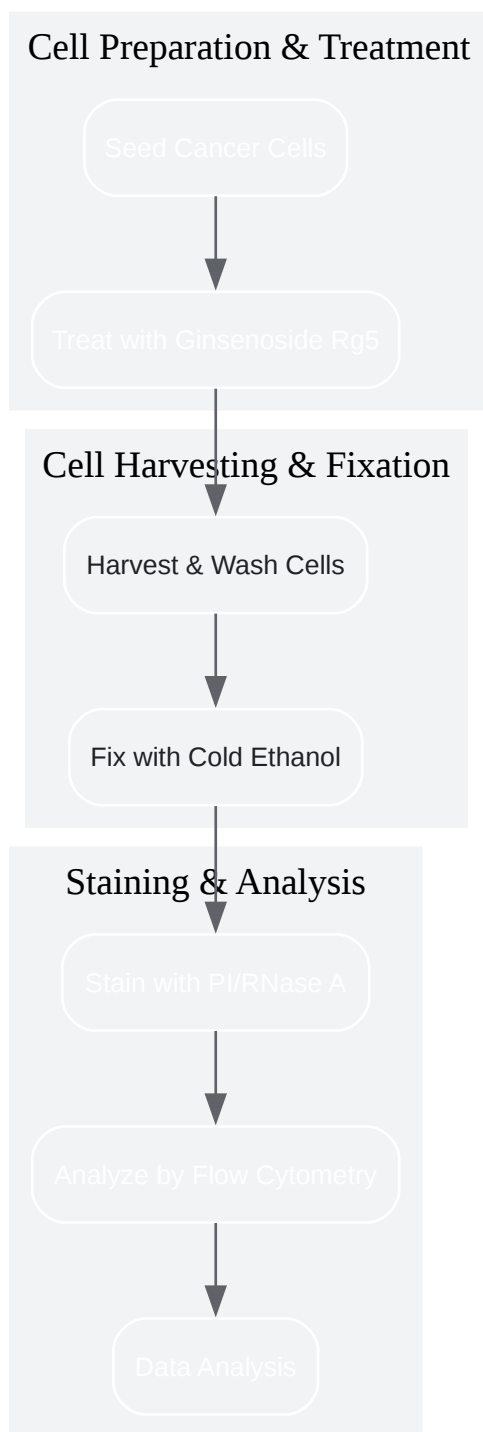 Cell Preparation & Treatment
Seed Cancer Cells
Treat with Ginsenoside Rg5
Cell Harvesting & Fixation
Harvest & Wash Cells
Fix with Cold Ethanol
Staining & Analysis
Stain with PI/RNase A
Analyze by Flow Cytometry
Data Analysis